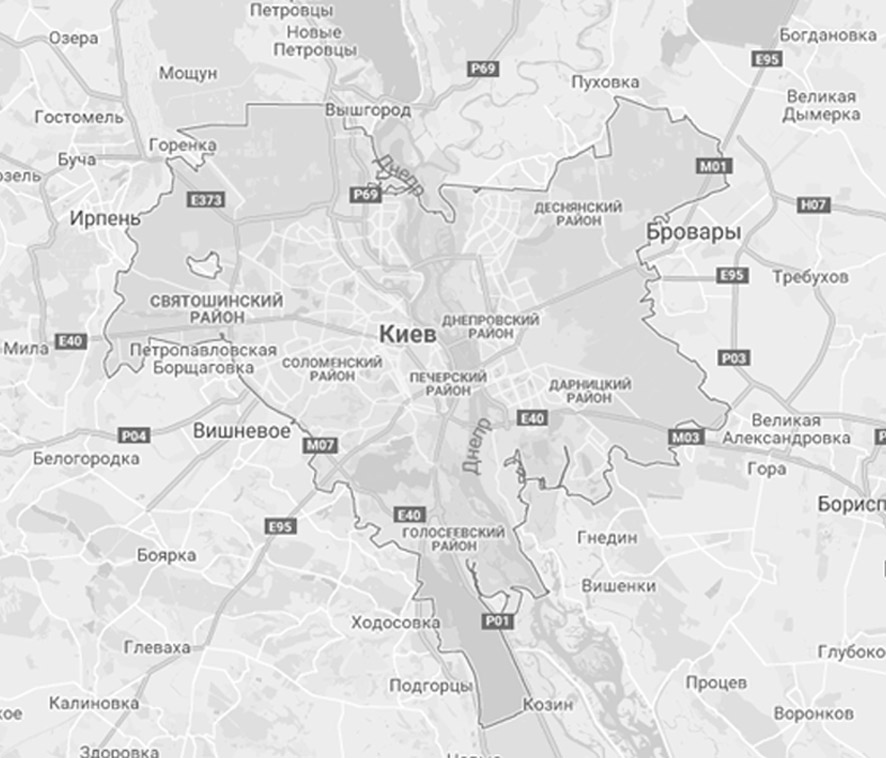 Петровцы
Озера
Новые
Петровцы
Богдановка
E95
P69
Мощун
Пуховка
Великая
Дымерка
Вышгород
Гостомель
Горенка
Буча
Днепр
M01
P69
E373
H07
ДЕСНЯНСКИЙ
РАЙОН
Ирпень
Бровары
E95
Требухов
СВЯТОШИНСКИЙ
РАЙОН
ДНЕПРОВСКИЙ
РАЙОН
Киев
E40
Мила
Петропавловская
Борщаговка
P03
СОЛОМЕНСКИЙ
РАЙОН
ПЕЧЕРСКИЙ
РАЙОН
ДАРНИЦКИЙ
РАЙОН
E40
Великая
Александровка
P04
Вишневое
M07
M03
Днепр
Белогородка
Гора
Борисп
E40
E95
ГОЛОСЕЕВСКИЙ
РАЙОН
Гнедин
Боярка
Вишенки
Ходосовка
P01
Глеваха
Глубоко
Подгорцы
Процев
Калиновка
Козин
Воронков
Здоровка